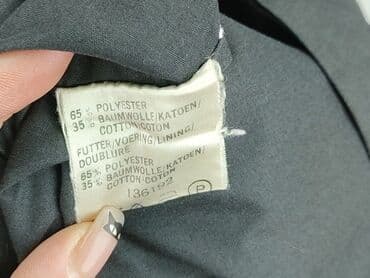 65% POLYESTER
35% BAUMWOLLE/KATOEN/
COTTON/COTON
FUTTER/VOERING/LINING/
DOUBLURE
65% POLYESTER
35% BAUMWOLLE/KATOEN/
COTTON/COTON
136192
P